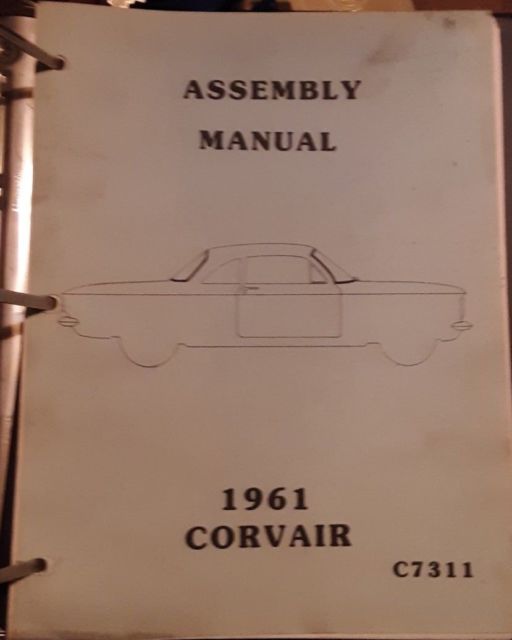 ASSEMBLY
MANUAL
1961
CORVAIR
C7311